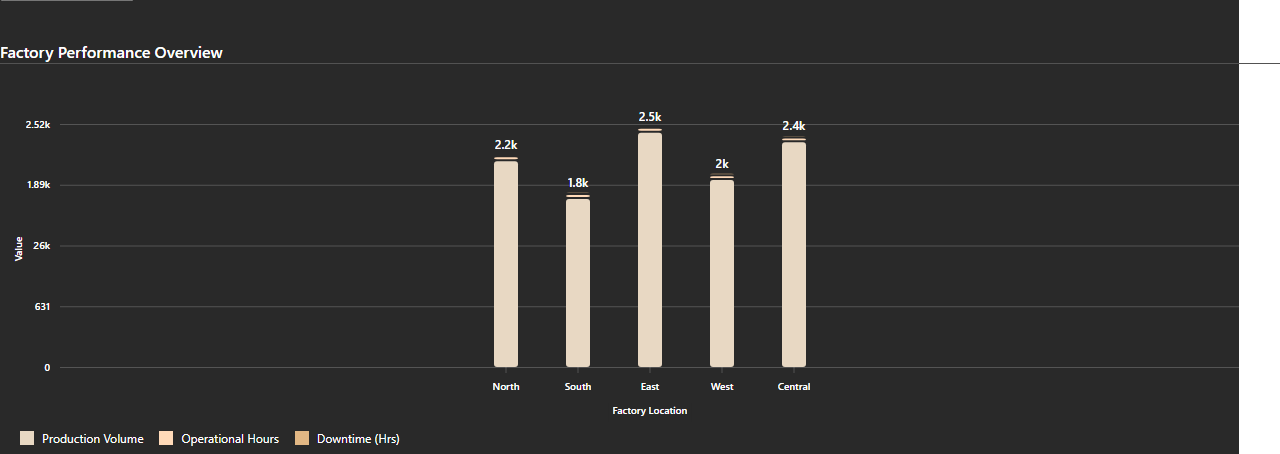 Factory Performance Overview
2.52k
1.89k
26k
631
0
Value
2.2k
1.8k
2.5k
2k
2.4k
North South East West Central
Factory Location
Production Volume Operational Hours Downtime (Hrs)